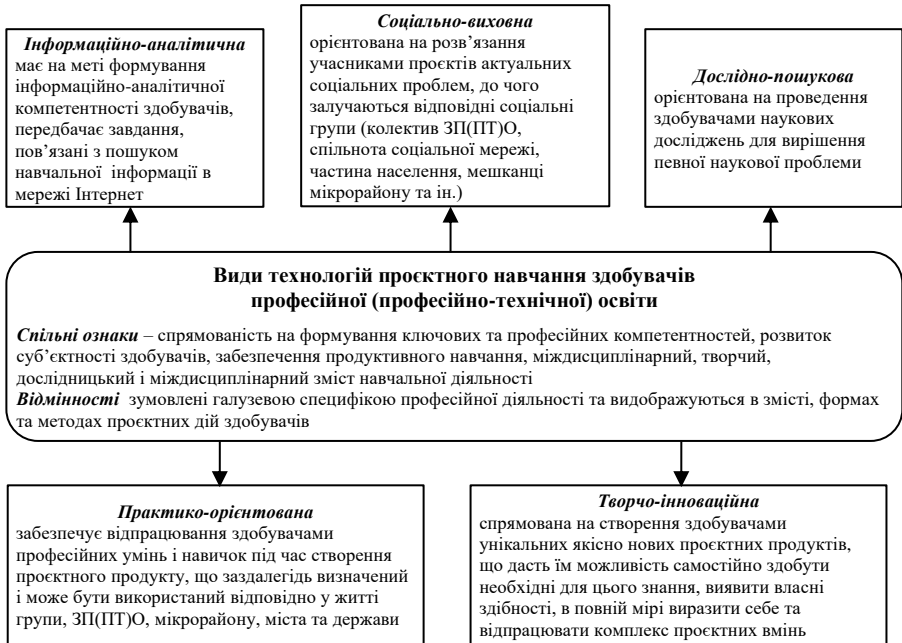 Інформаційно-аналітична
має на меті формування
інформаційно-аналітичної
компетентності здобувачів,
передбачає завдання,
пов’язані з пошуком
навчальної інформації в
мережі Інтернет
Соціально-виховна
орієнтована на розв’язання
учасниками проєктів актуальних
соціальних проблем, до чого
залучаються відповідні соціальні
групи (колектив ЗП(ПТ)О,
спільнота соціальної мережі,
частина населення, мешканці
мікрорайону та ін.)
Дослідно-пошукова
орієнтована на проведення
здобувачами наукових
досліджень для вирішення
певної наукової проблеми
Види технологій проєктного навчання здобувачів
професійної (професійно-технічної) освіти
Спільні ознаки – спрямованість на формування ключових та професійних компетентностей, розвиток
суб’єктності здобувачів, забезпечення продуктивного навчання, міждисциплінарний, творчий,
дослідницький і міждисциплінарний зміст навчальної діяльності
Відмінності зумовлені галузевою специфікою професійної діяльності та видображуються в змісті, формах
та методах проєктних дій здобувачів
Практико-орієнтована
забезпечує відпрацювання здобувачами
професійних умінь і навичок під час створення
проєктного продукту, що заздалегідь визначений
і може бути використаний відповідно у житті
групи, ЗП(ПТ)О, мікрорайону, міста та держави
Творчо-інноваційна
спрямована на створення здобувачами
унікальних якісно нових проєктних продуктів,
що дасть їм можливість самостійно здобути
необхідні для цього знання, виявити власні
здібності, в повній мірі виразити себе та
відпрацювати комплекс проєктних вмінь